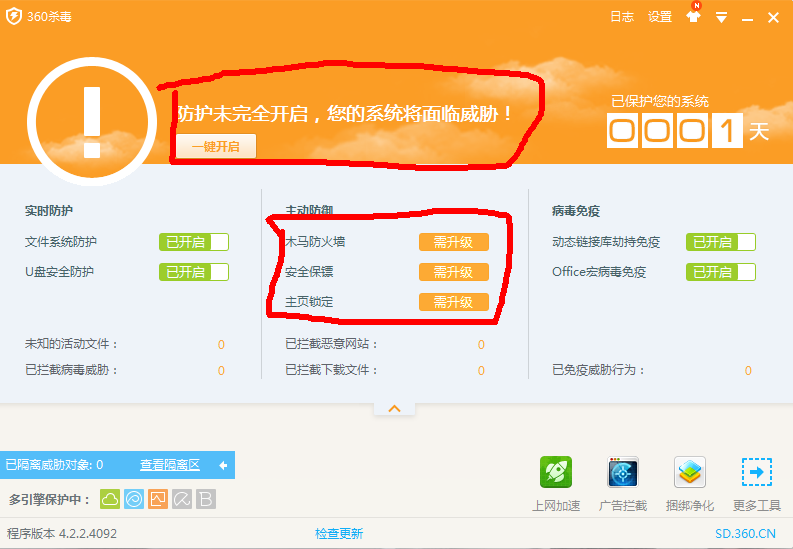 360杀毒
日志 设置
N
防护未完全开启，您的系统将面临威胁！
一键开启
已保护您的系统
0001天
实时防护
文件系统防护 已开启
U盘安全防护 已开启
未知的活动文件： 0
已拦截病毒威胁： 0
主动防御
木马防火墙 需升级
安全保镖 需升级
主页锁定 需升级
已拦截恶意网站： 0
已拦截下载文件： 0
病毒免疫
动态链接库劫持免疫 已开启
Office宏病毒免疫 已开启
已免疫威胁行为： 0
已隔离威胁对象: 0 查看隔离区
多引擎保护中：
B
上网加速 广告拦截 捆绑净化 更多工具
程序版本 4.2.2.4092 检查更新 SD.360.CN